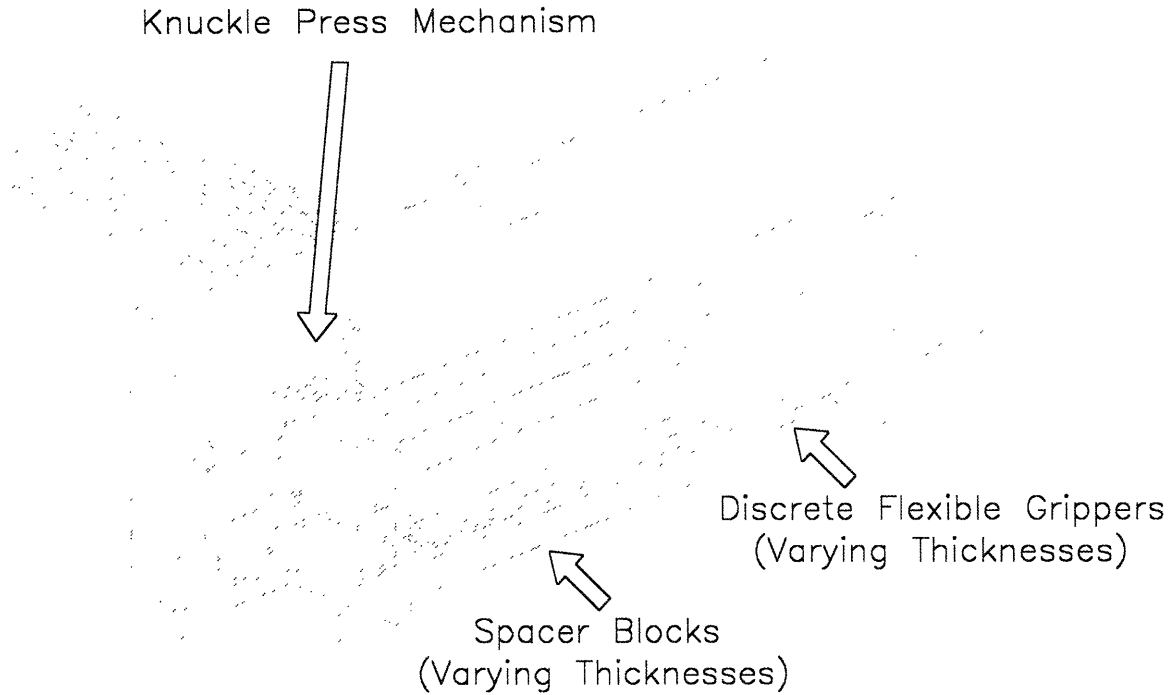 Knuckle Press Mechanism
Discrete Flexible Grippers
(Varying Thicknesses)
Spacer Blocks
(Varying Thicknesses)